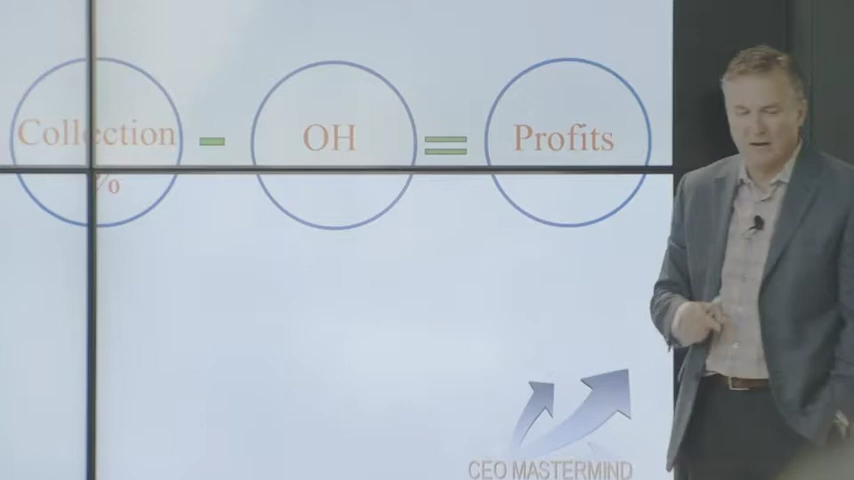 Collection - OH = Profits
%
CEO MASTERMIND